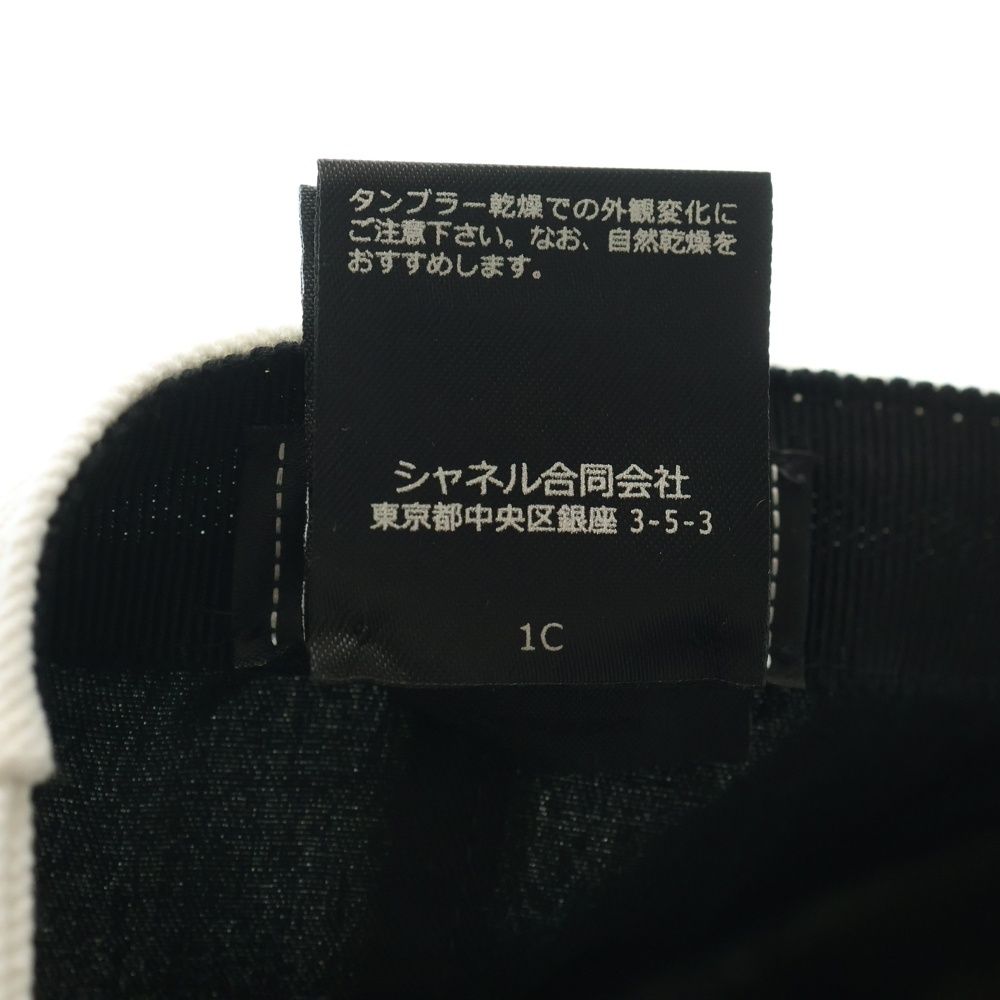 タンブラー乾燥での外観変化に
ご注意下さい。なお、自然乾燥を
おすすめします。
シャネル合同会社
東京都中央区銀座 3-5-3
1C